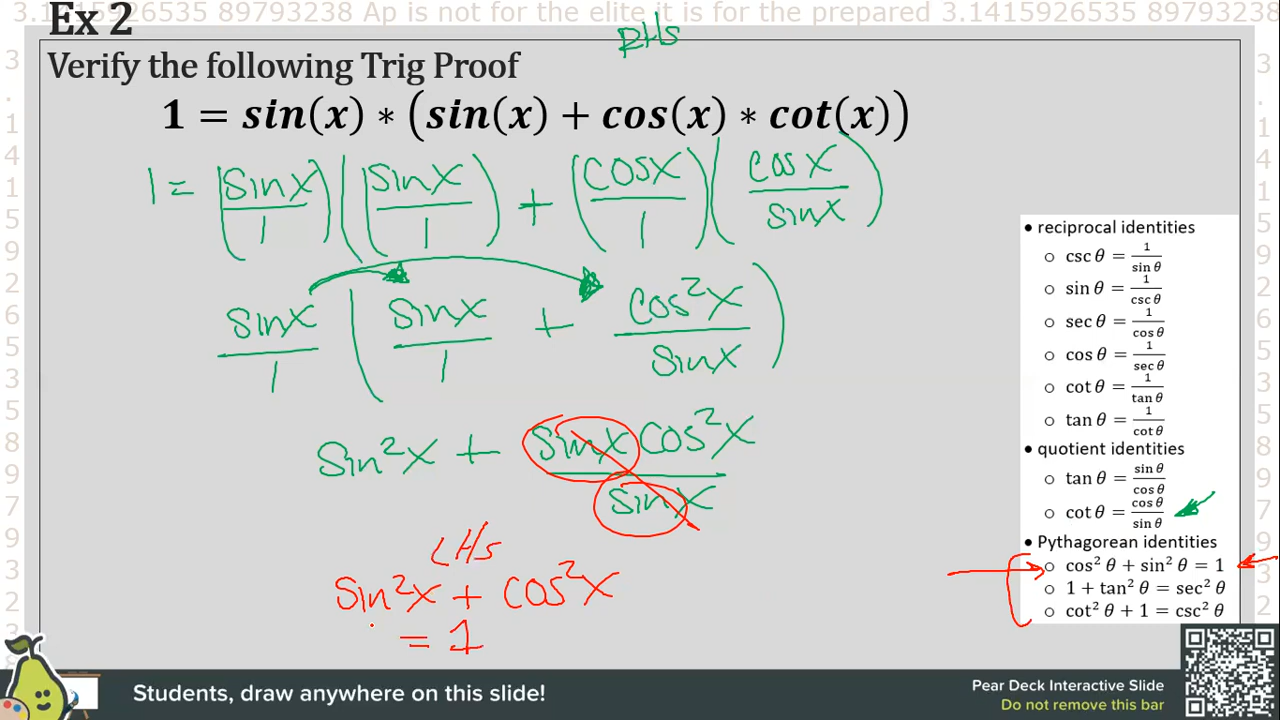 3.1415926535 89793238 Ap is not for the elite it is for the prepared 3.1415926535 89793238
Ex 2
RHS
Verify the following Trig Proof
1 = sin(x) * (sin(x) + cos(x) * cot(x))
1 = (sinx/1)((sinx/1) + (cosx/1)(cosx/sinx))
sinx/1 (sinx/1 + cos²x/sinx)
sin²x + sinx cos²x/sinx
LHS
sin²x + cos²x
= 1
• reciprocal identities
○ csc θ = 1/sin θ
○ sin θ = 1/csc θ
○ sec θ = 1/cos θ
○ cos θ = 1/sec θ
○ cot θ = 1/tan θ
○ tan θ = 1/cot θ
• quotient identities
○ tan θ = sin θ/cos θ
○ cot θ = cos θ/sin θ
• Pythagorean identities
○ cos² θ + sin² θ = 1
○ 1 + tan² θ = sec² θ
○ cot² θ + 1 = csc² θ
Students, draw anywhere on this slide!
Pear Deck Interactive Slide
Do not remove this bar